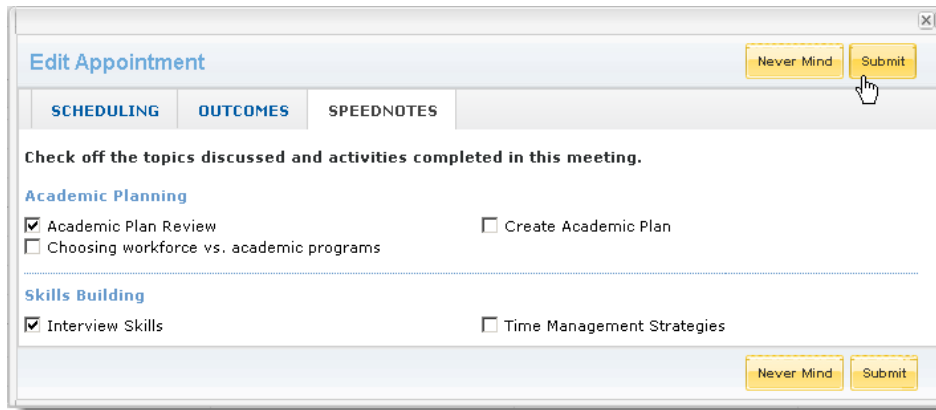 Edit Appointment
Never Mind Submit
SCHEDULING OUTCOMES SPEEDNOTES
Check off the topics discussed and activities completed in this meeting.
Academic Planning
Academic Plan Review Create Academic Plan
Choosing workforce vs. academic programs
Skills Building
Interview Skills Time Management Strategies
Never Mind Submit